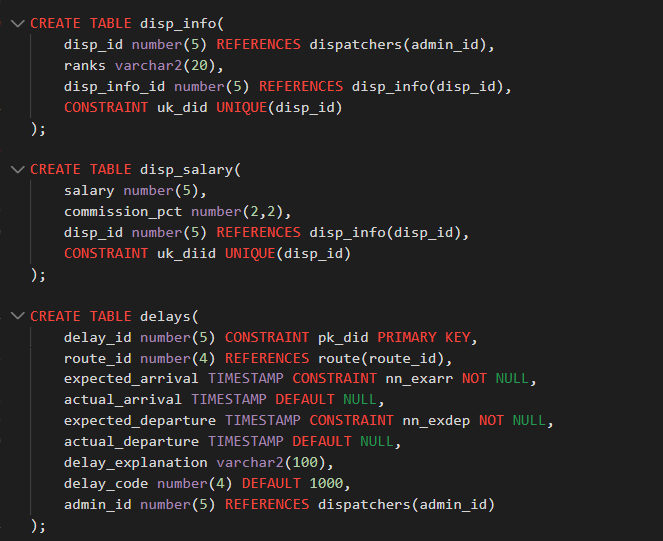 CREATE TABLE disp_info(
    disp_id number(5) REFERENCES dispatchers(admin_id),
    ranks varchar2(20),
    disp_info_id number(5) REFERENCES disp_info(disp_id),
    CONSTRAINT uk_did UNIQUE(disp_id)
);

CREATE TABLE disp_salary(
    salary number(5),
    commission_pct number(2,2),
    disp_id number(5) REFERENCES disp_info(disp_id),
    CONSTRAINT uk_diid UNIQUE(disp_id)
);

CREATE TABLE delays(
    delay_id number(5) CONSTRAINT pk_did PRIMARY KEY,
    route_id number(4) REFERENCES route(route_id),
    expected_arrival TIMESTAMP CONSTRAINT nn_exarr NOT NULL,
    actual_arrival TIMESTAMP DEFAULT NULL,
    expected_departure TIMESTAMP CONSTRAINT nn_exdep NOT NULL,
    actual_departure TIMESTAMP DEFAULT NULL,
    delay_explanation varchar2(100),
    delay_code number(4) DEFAULT 1000,
    admin_id number(5) REFERENCES dispatchers(admin_id)
);